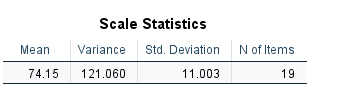 Scale Statistics
Mean Variance Std. Deviation N of Items
74.15 121.060 11.003 19